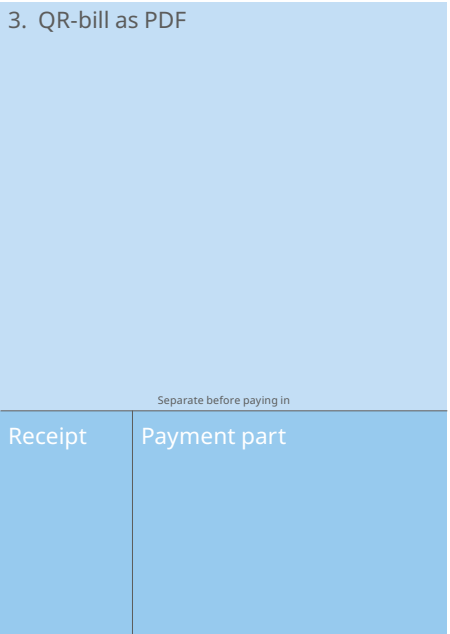 3. QR-bill as PDF
Separate before paying in
Receipt
Payment part